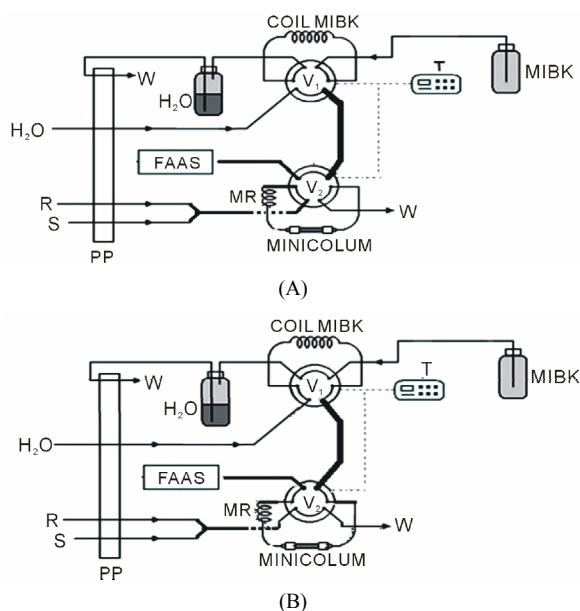 COIL MIBK
T
V₁
W
H₂O
MIBK
H₂O
FAAS
V₂
MR
R
S
W
MINICOLUM
PP
(A)
COIL MIBK
T
V₁
W
H₂O
MIBK
H₂O
FAAS
V₂
MR
R
S
W
MINICOLUM
PP
(B)